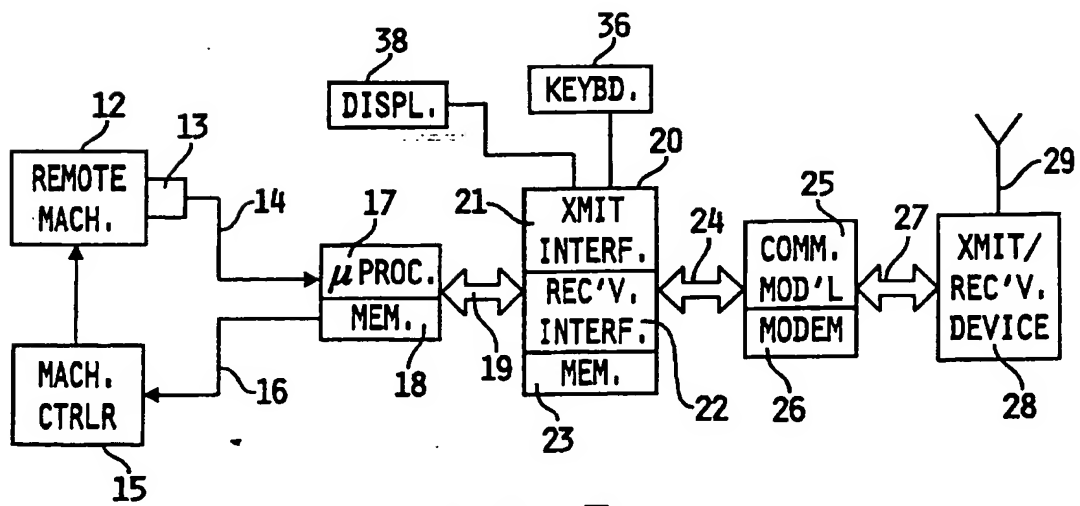 38
36
DISPL.
KEYBD.
12
13
REMOTE
MACH.
14
17
μ PROC.
MEM.
18
19
20
21
XMIT
INTERF.
REC'V.
INTERF.
MEM.
22
23
24
25
COMM.
MOD'L
MODEM
26
27
29
XMIT/
REC'V.
DEVICE
28
16
MACH.
CTRLR
15